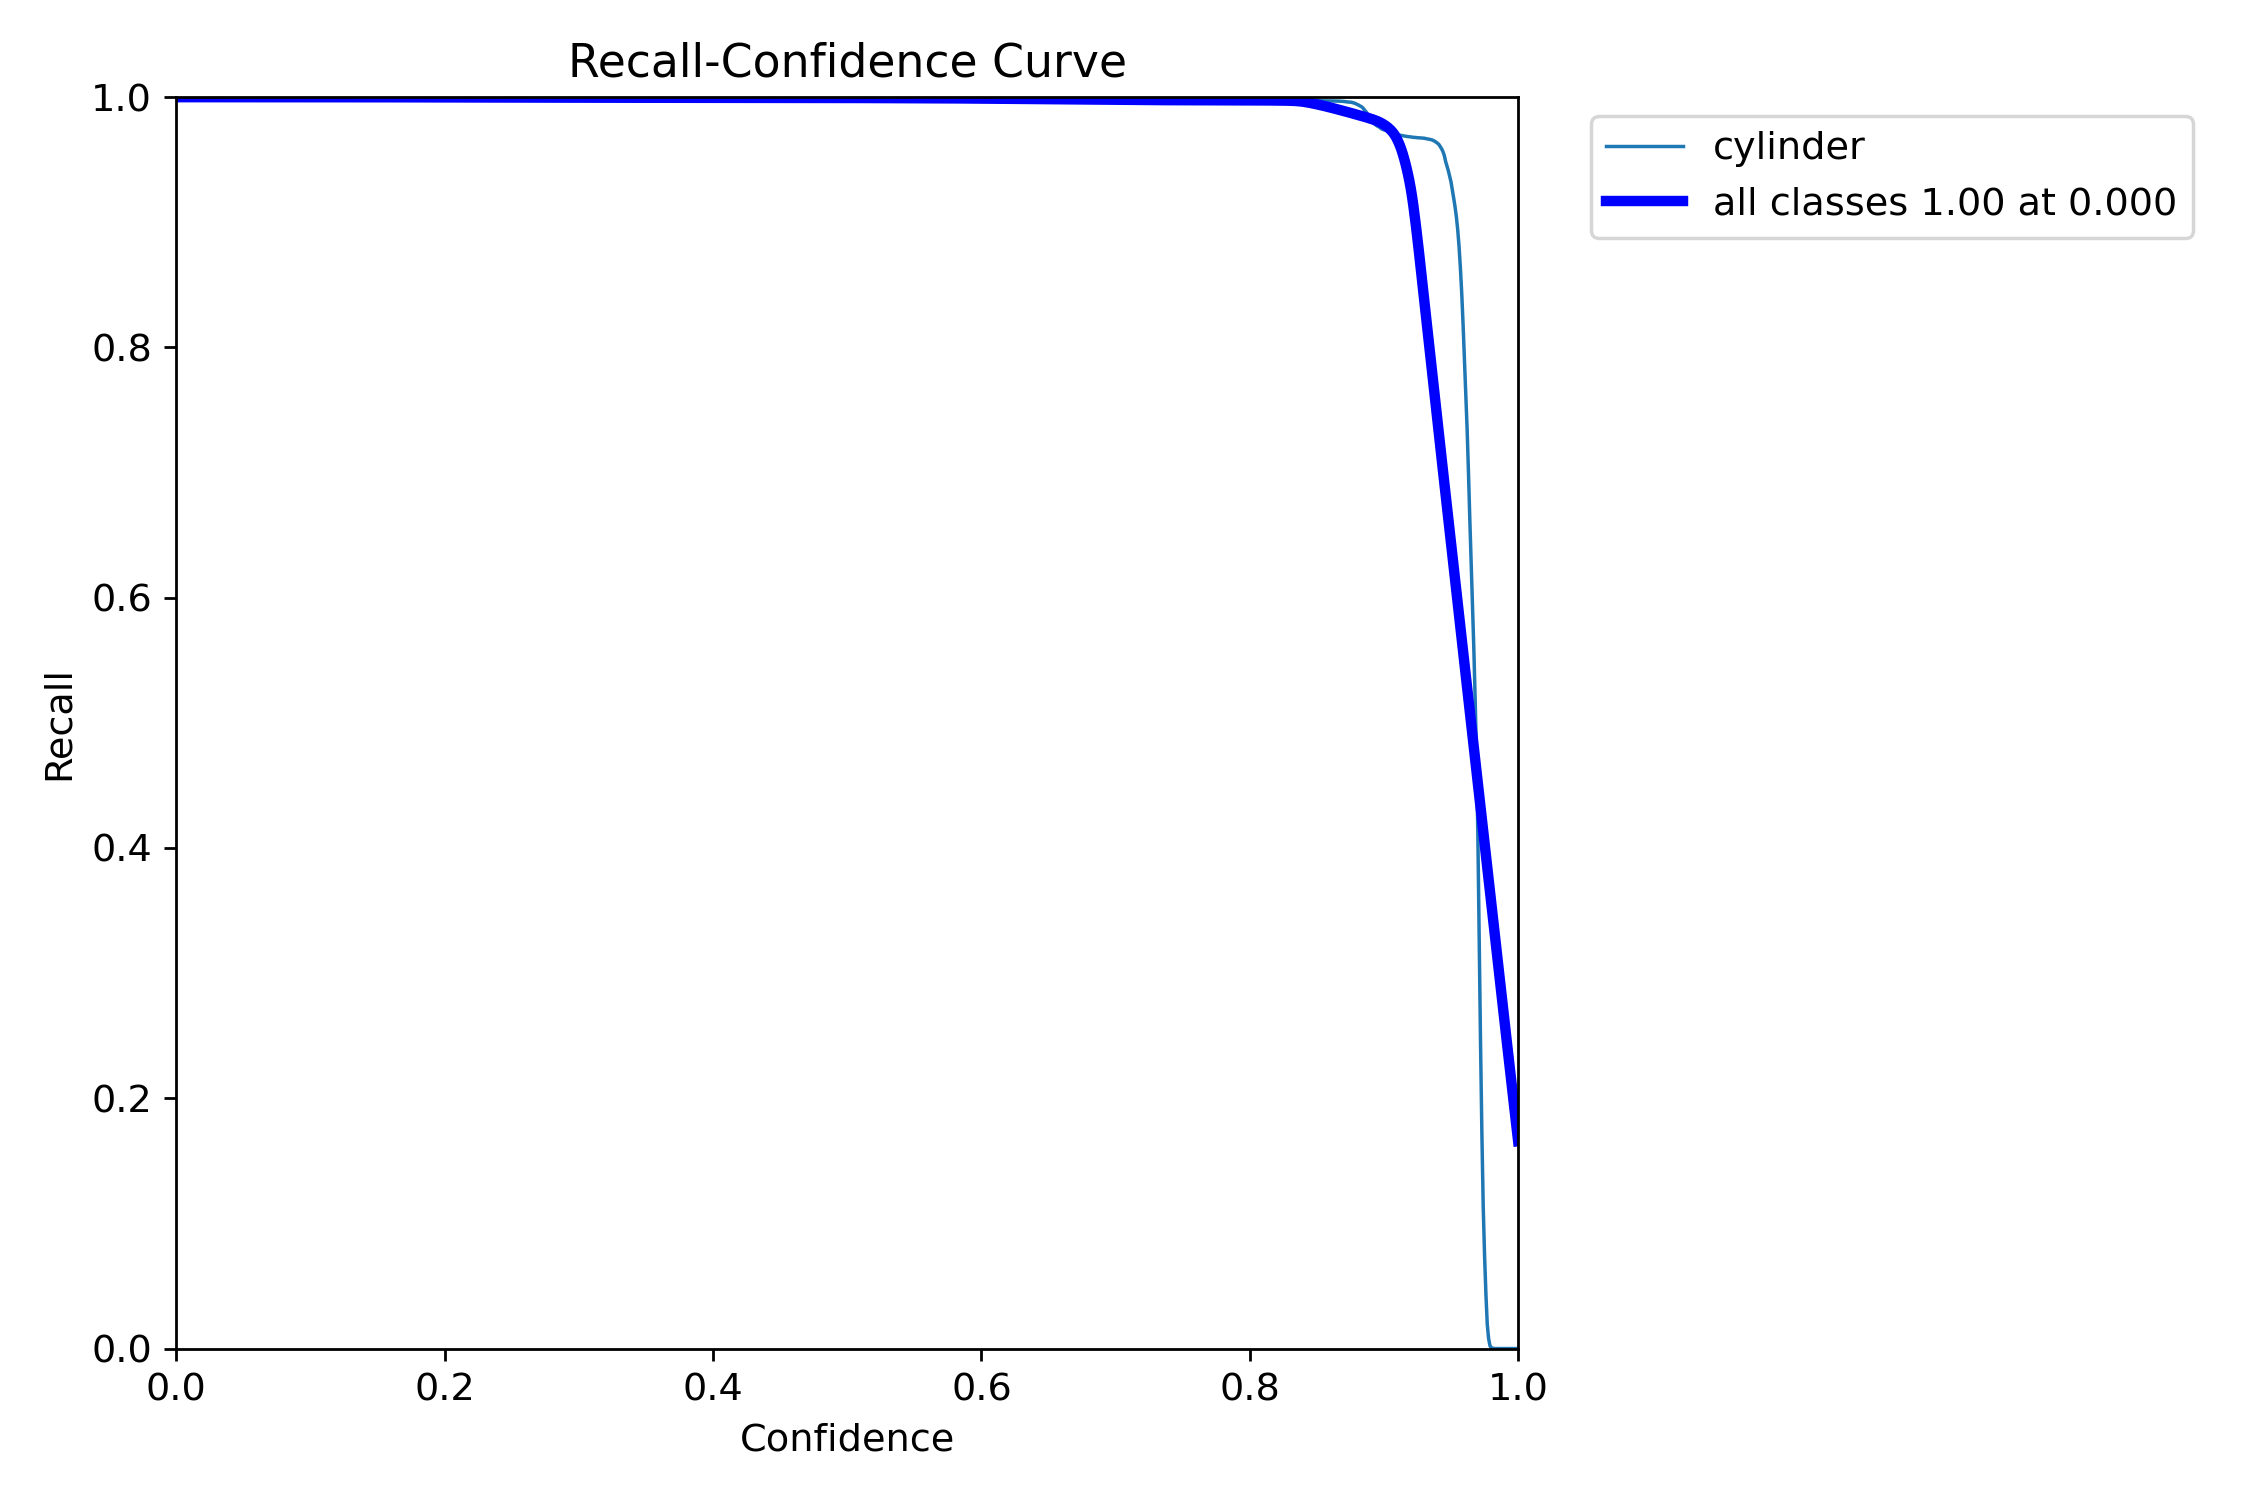 Recall-Confidence Curve
1.0
0.8
0.6
0.4
0.2
0.0
Recall
0.0 0.2 0.4 0.6 0.8 1.0
Confidence
cylinder
all classes 1.00 at 0.000